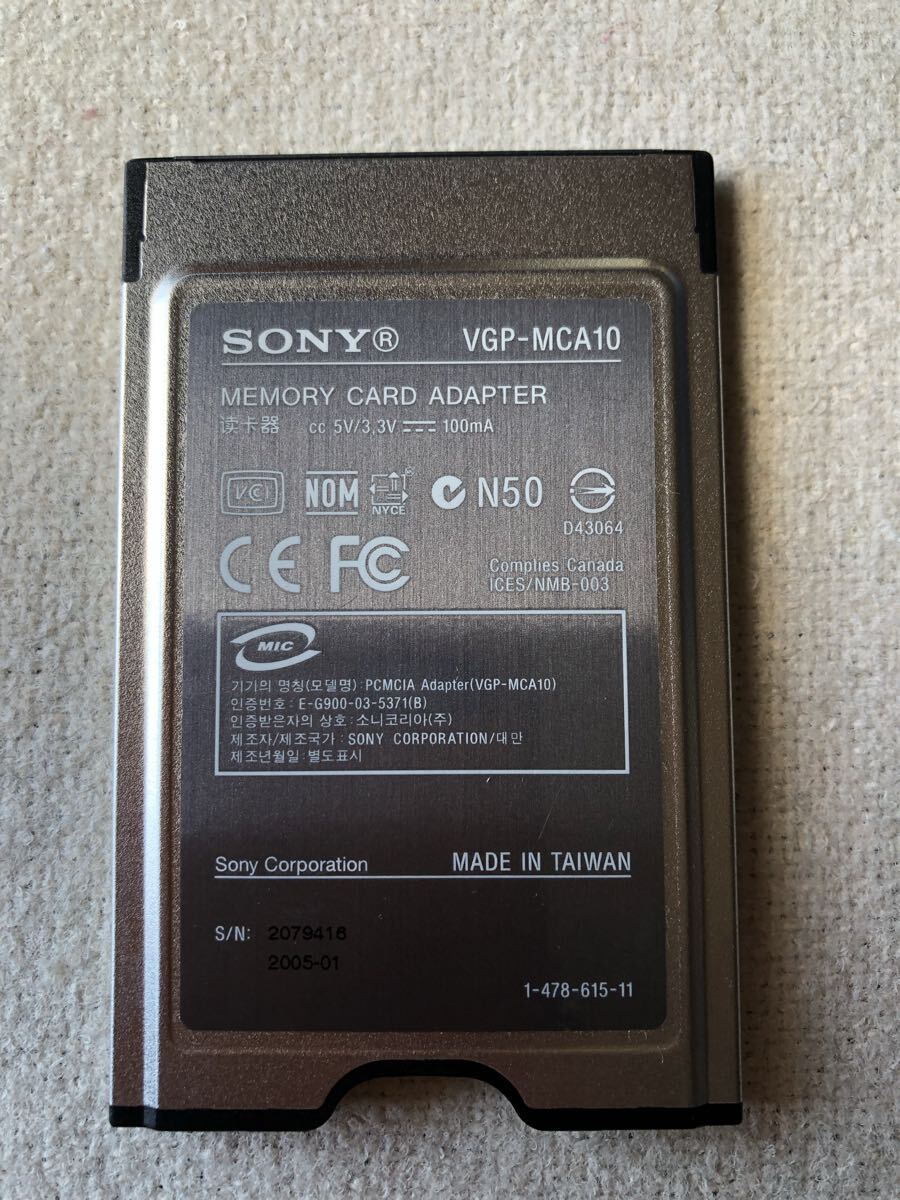 SONY® VGP-MCA10
MEMORY CARD ADAPTER
读卡器 cc 5V/3,3V 100mA
VCI NOM NYCE N50
D43064
CE FC Complies Canada
ICES/NMB-003
MIC
기기의 명칭(모델명) : PCMCIA Adapter(VGP-MCA10)
인증번호 : E-G900-03-5371(B)
인증받은자의 상호 : 소니코리아(주)
제조자/제조국가 : SONY CORPORATION/대만
제조년월일 : 별도표시
Sony Corporation MADE IN TAIWAN
S/N: 2079416
2005-01
1-478-615-11